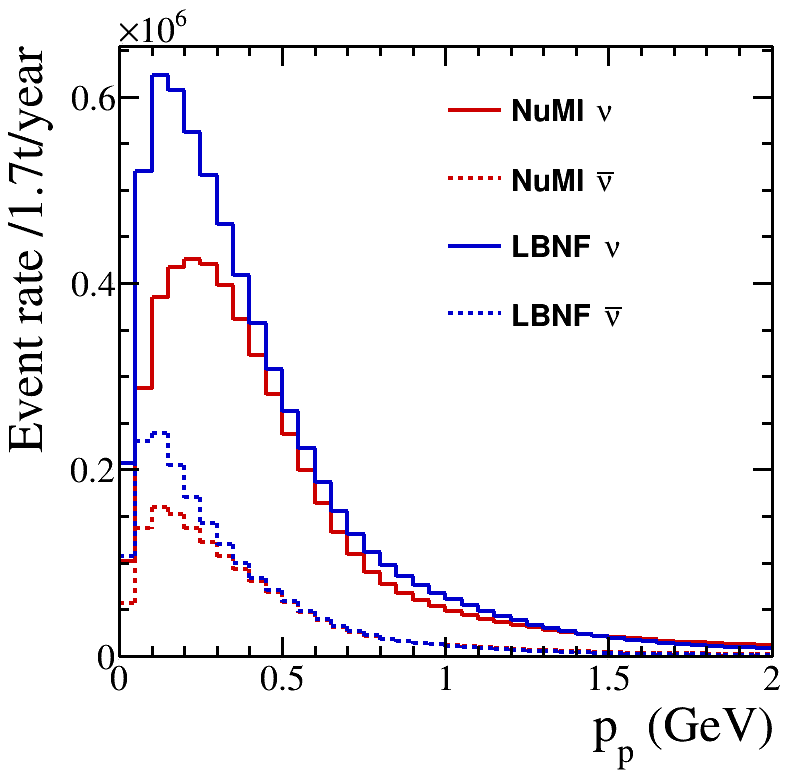 ×10⁶
Event rate /1.7t/year
0.6
0.4
0.2
0
NuMI ν
NuMI ν̅
LBNF ν
LBNF ν̅
0 0.5 1 1.5 2
pₚ (GeV)